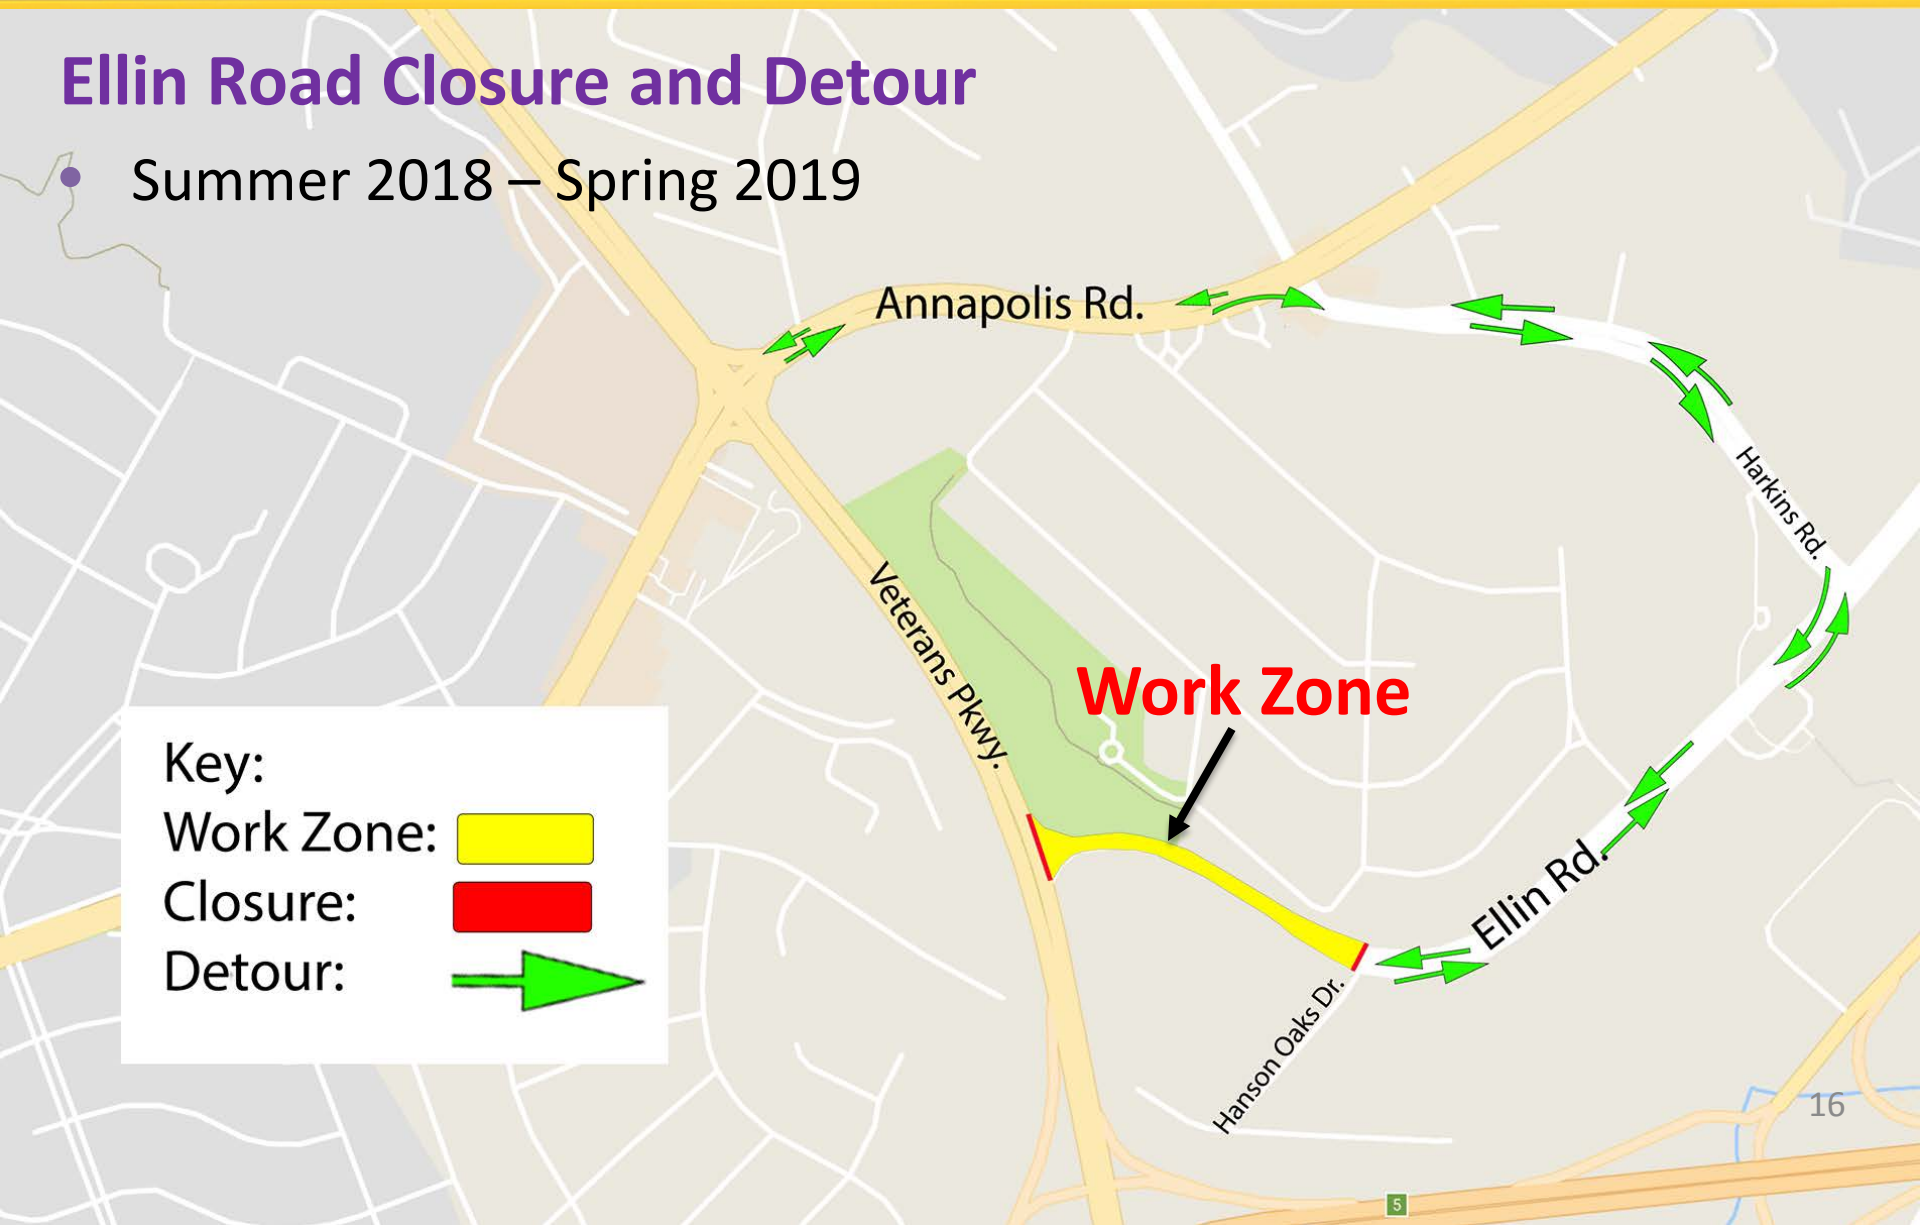 Ellin Road Closure and Detour
• Summer 2018 – Spring 2019
Annapolis Rd.
Harkins Rd.
Veterans Pkwy.
Work Zone
Ellin Rd.
Hanson Oaks Dr.
Key:
Work Zone:
Closure:
Detour:
16
5